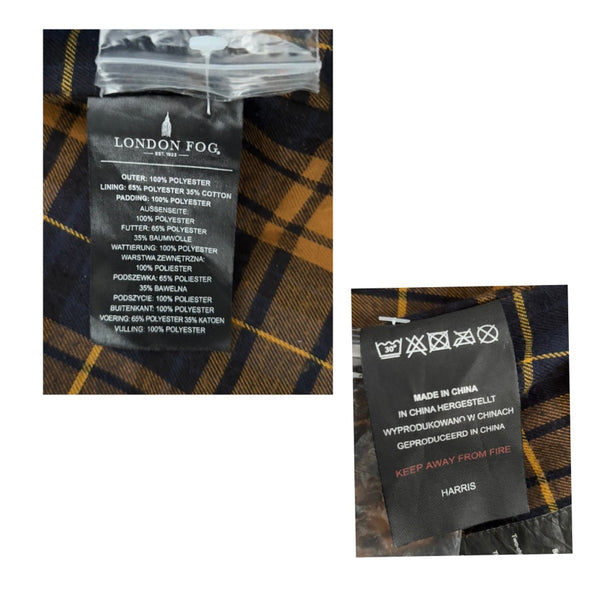 LONDON FOG®
EST. 1923
OUTER: 100% POLYESTER
LINING: 65% POLYESTER 35% COTTON
PADDING: 100% POLYESTER
AUSSENSEITE:
100% POLYESTER
FUTTER: 65% POLYESTER
35% BAUMWOLLE
WATTIERUNG: 100% POLYESTER
WARSTWA ZEWNĘTRZNA:
100% POLIESTER
PODSZEWKA: 65% POLIESTER
35% BAWELNA
PODSZYCIE: 100% POLIESTER
BUITENKANT: 100% POLYESTER
VOERING: 65% POLYESTER 35% KATOEN
VULLING: 100% POLYESTER
30°
MADE IN CHINA
IN CHINA HERGESTELLT
WYPRODUKOWANO W CHINACH
GEPRODUCEERD IN CHINA
KEEP AWAY FROM FIRE
HARRIS